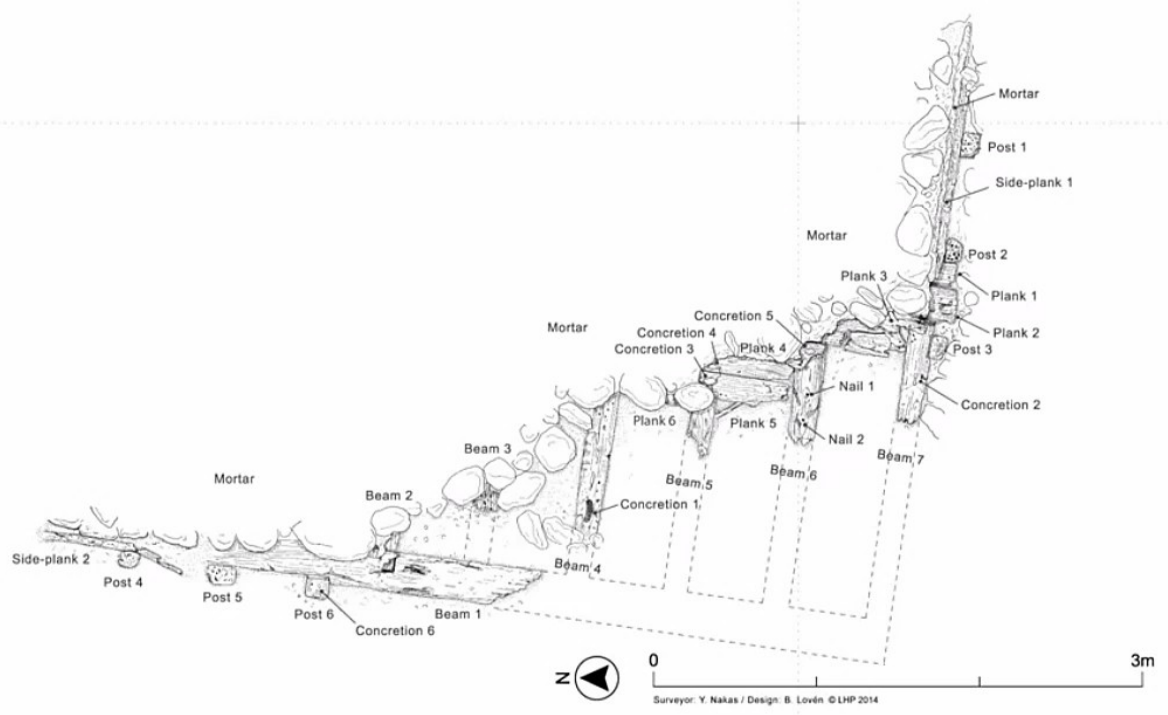 Mortar
Post 1
Side-plank 1
Mortar
Post 2
Plank 3
Plank 1
Concretion 5
Mortar
Concretion 4
Plank 2
Concretion 3
Plank 4
Post 3
Nail 1
Concretion 2
Plank 6
Plank 5
Nail 2
Beam 3
Beam 7
Beam 6
Mortar
Beam 5
Beam 2
Concretion 1
Side-plank 2
Beam 4
Post 4
Post 5
Post 6
Beam 1
Concretion 6
N
0
3m
Surveyor: Y. Nakas / Design: B. Lovén © LHP 2014